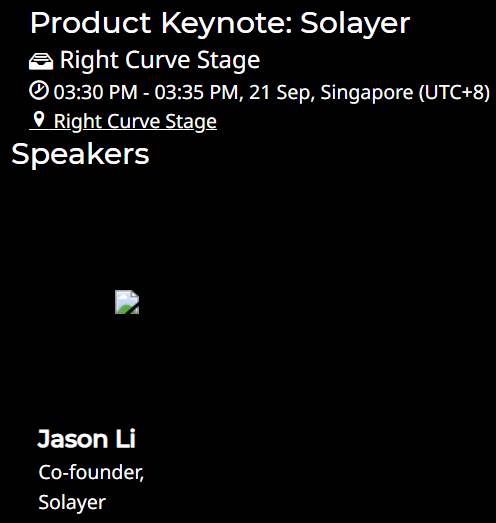 Product Keynote: Solayer
Right Curve Stage
03:30 PM - 03:35 PM, 21 Sep, Singapore (UTC+8)
Right Curve Stage
Speakers
Jason Li
Co-founder,
Solayer